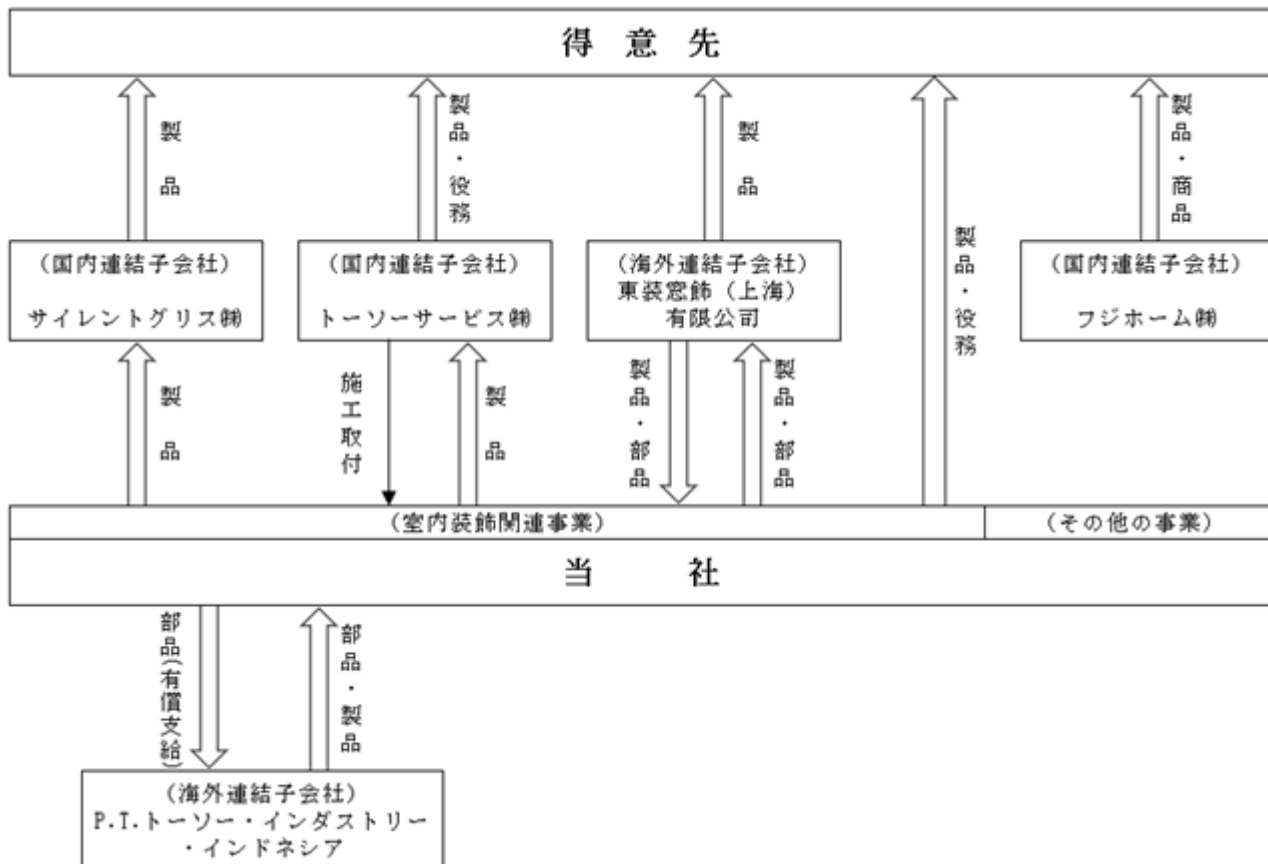 得意先
製品
製品・役務
製品
製品・役務
製品・商品
（国内連結子会社）
サイレントグリス㈱
（国内連結子会社）
トーソーサービス㈱
（海外連結子会社）
東装窓飾（上海）
有限公司
（国内連結子会社）
フジホーム㈱
製品
施工取付
製品
製品・部品
製品・部品
（室内装飾関連事業）
（その他の事業）
当社
部品(有償支給)
部品・製品
（海外連結子会社）
P.T.トーソー・インダストリー
・インドネシア